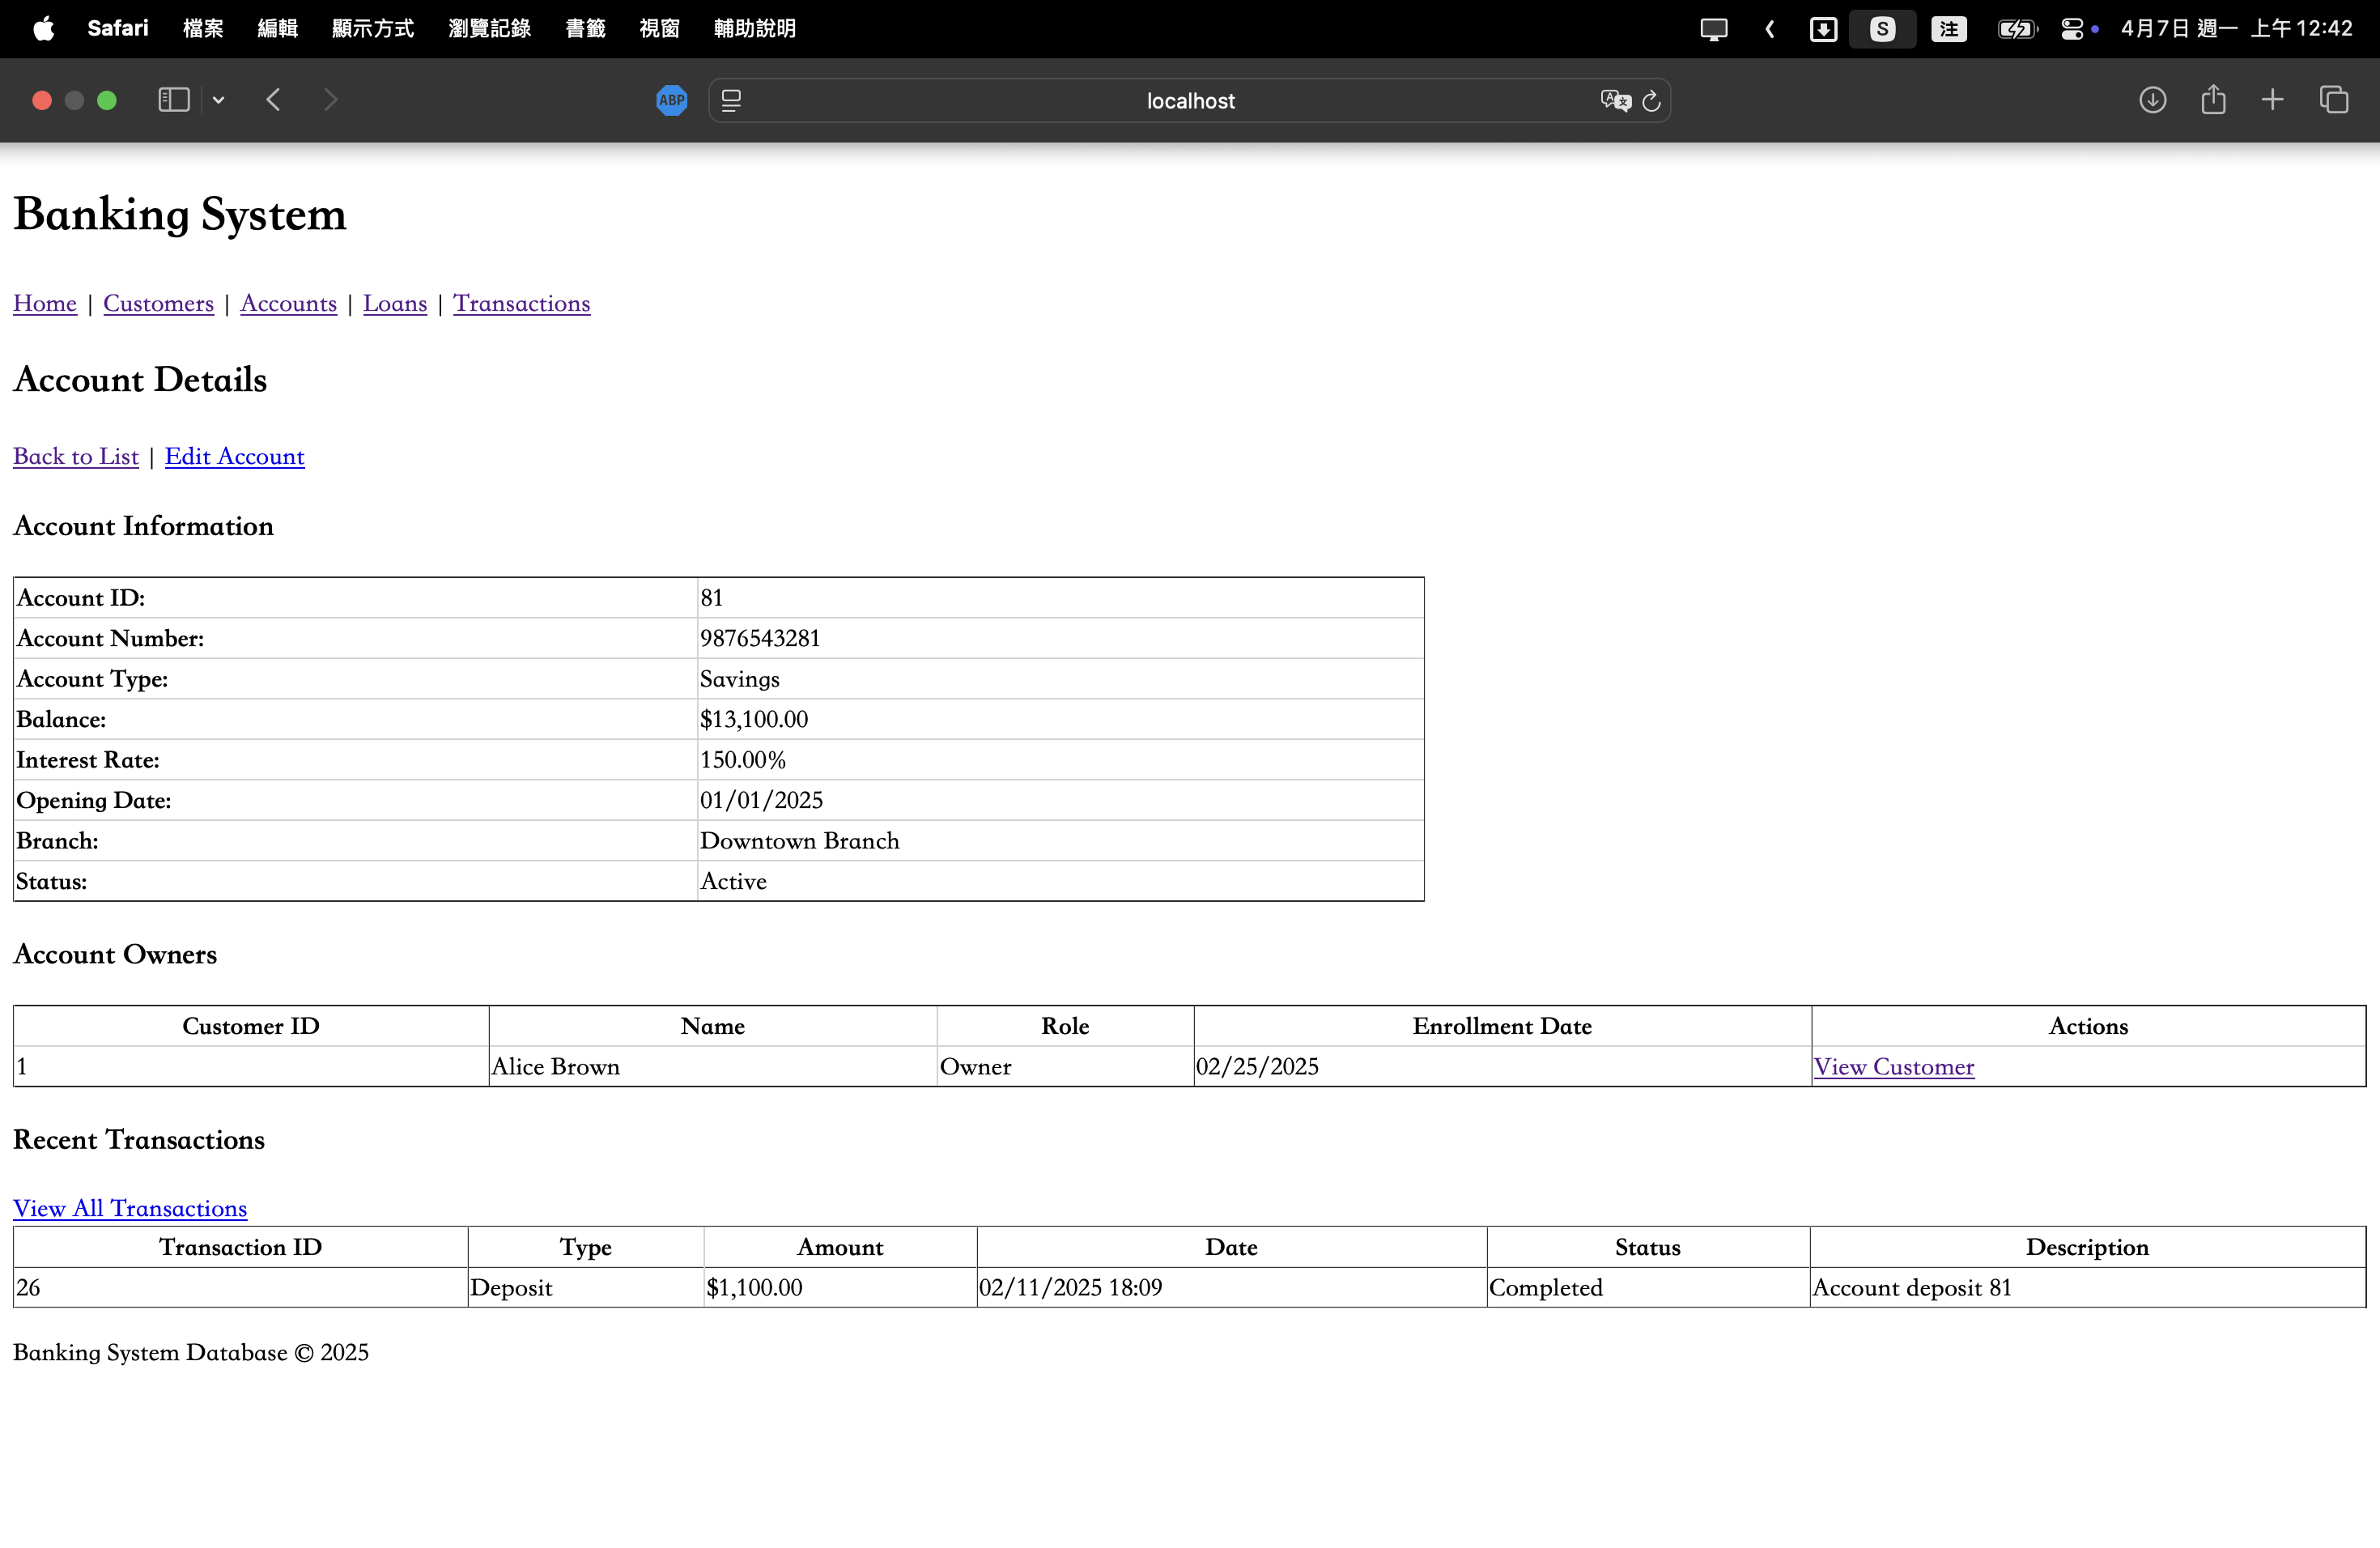 Safari 檔案 編輯 顯示方式 瀏覽記錄 書籤 視窗 輔助說明 S 注 4月7日 週一 上午 12:42
ABP localhost
Banking System
Home | Customers | Accounts | Loans | Transactions
Account Details
Back to List | Edit Account
Account Information
Account ID: 81
Account Number: 9876543281
Account Type: Savings
Balance: $13,100.00
Interest Rate: 150.00%
Opening Date: 01/01/2025
Branch: Downtown Branch
Status: Active
Account Owners
Customer ID Name Role Enrollment Date Actions
1 Alice Brown Owner 02/25/2025 View Customer
Recent Transactions
View All Transactions
Transaction ID Type Amount Date Status Description
26 Deposit $1,100.00 02/11/2025 18:09 Completed Account deposit 81
Banking System Database © 2025